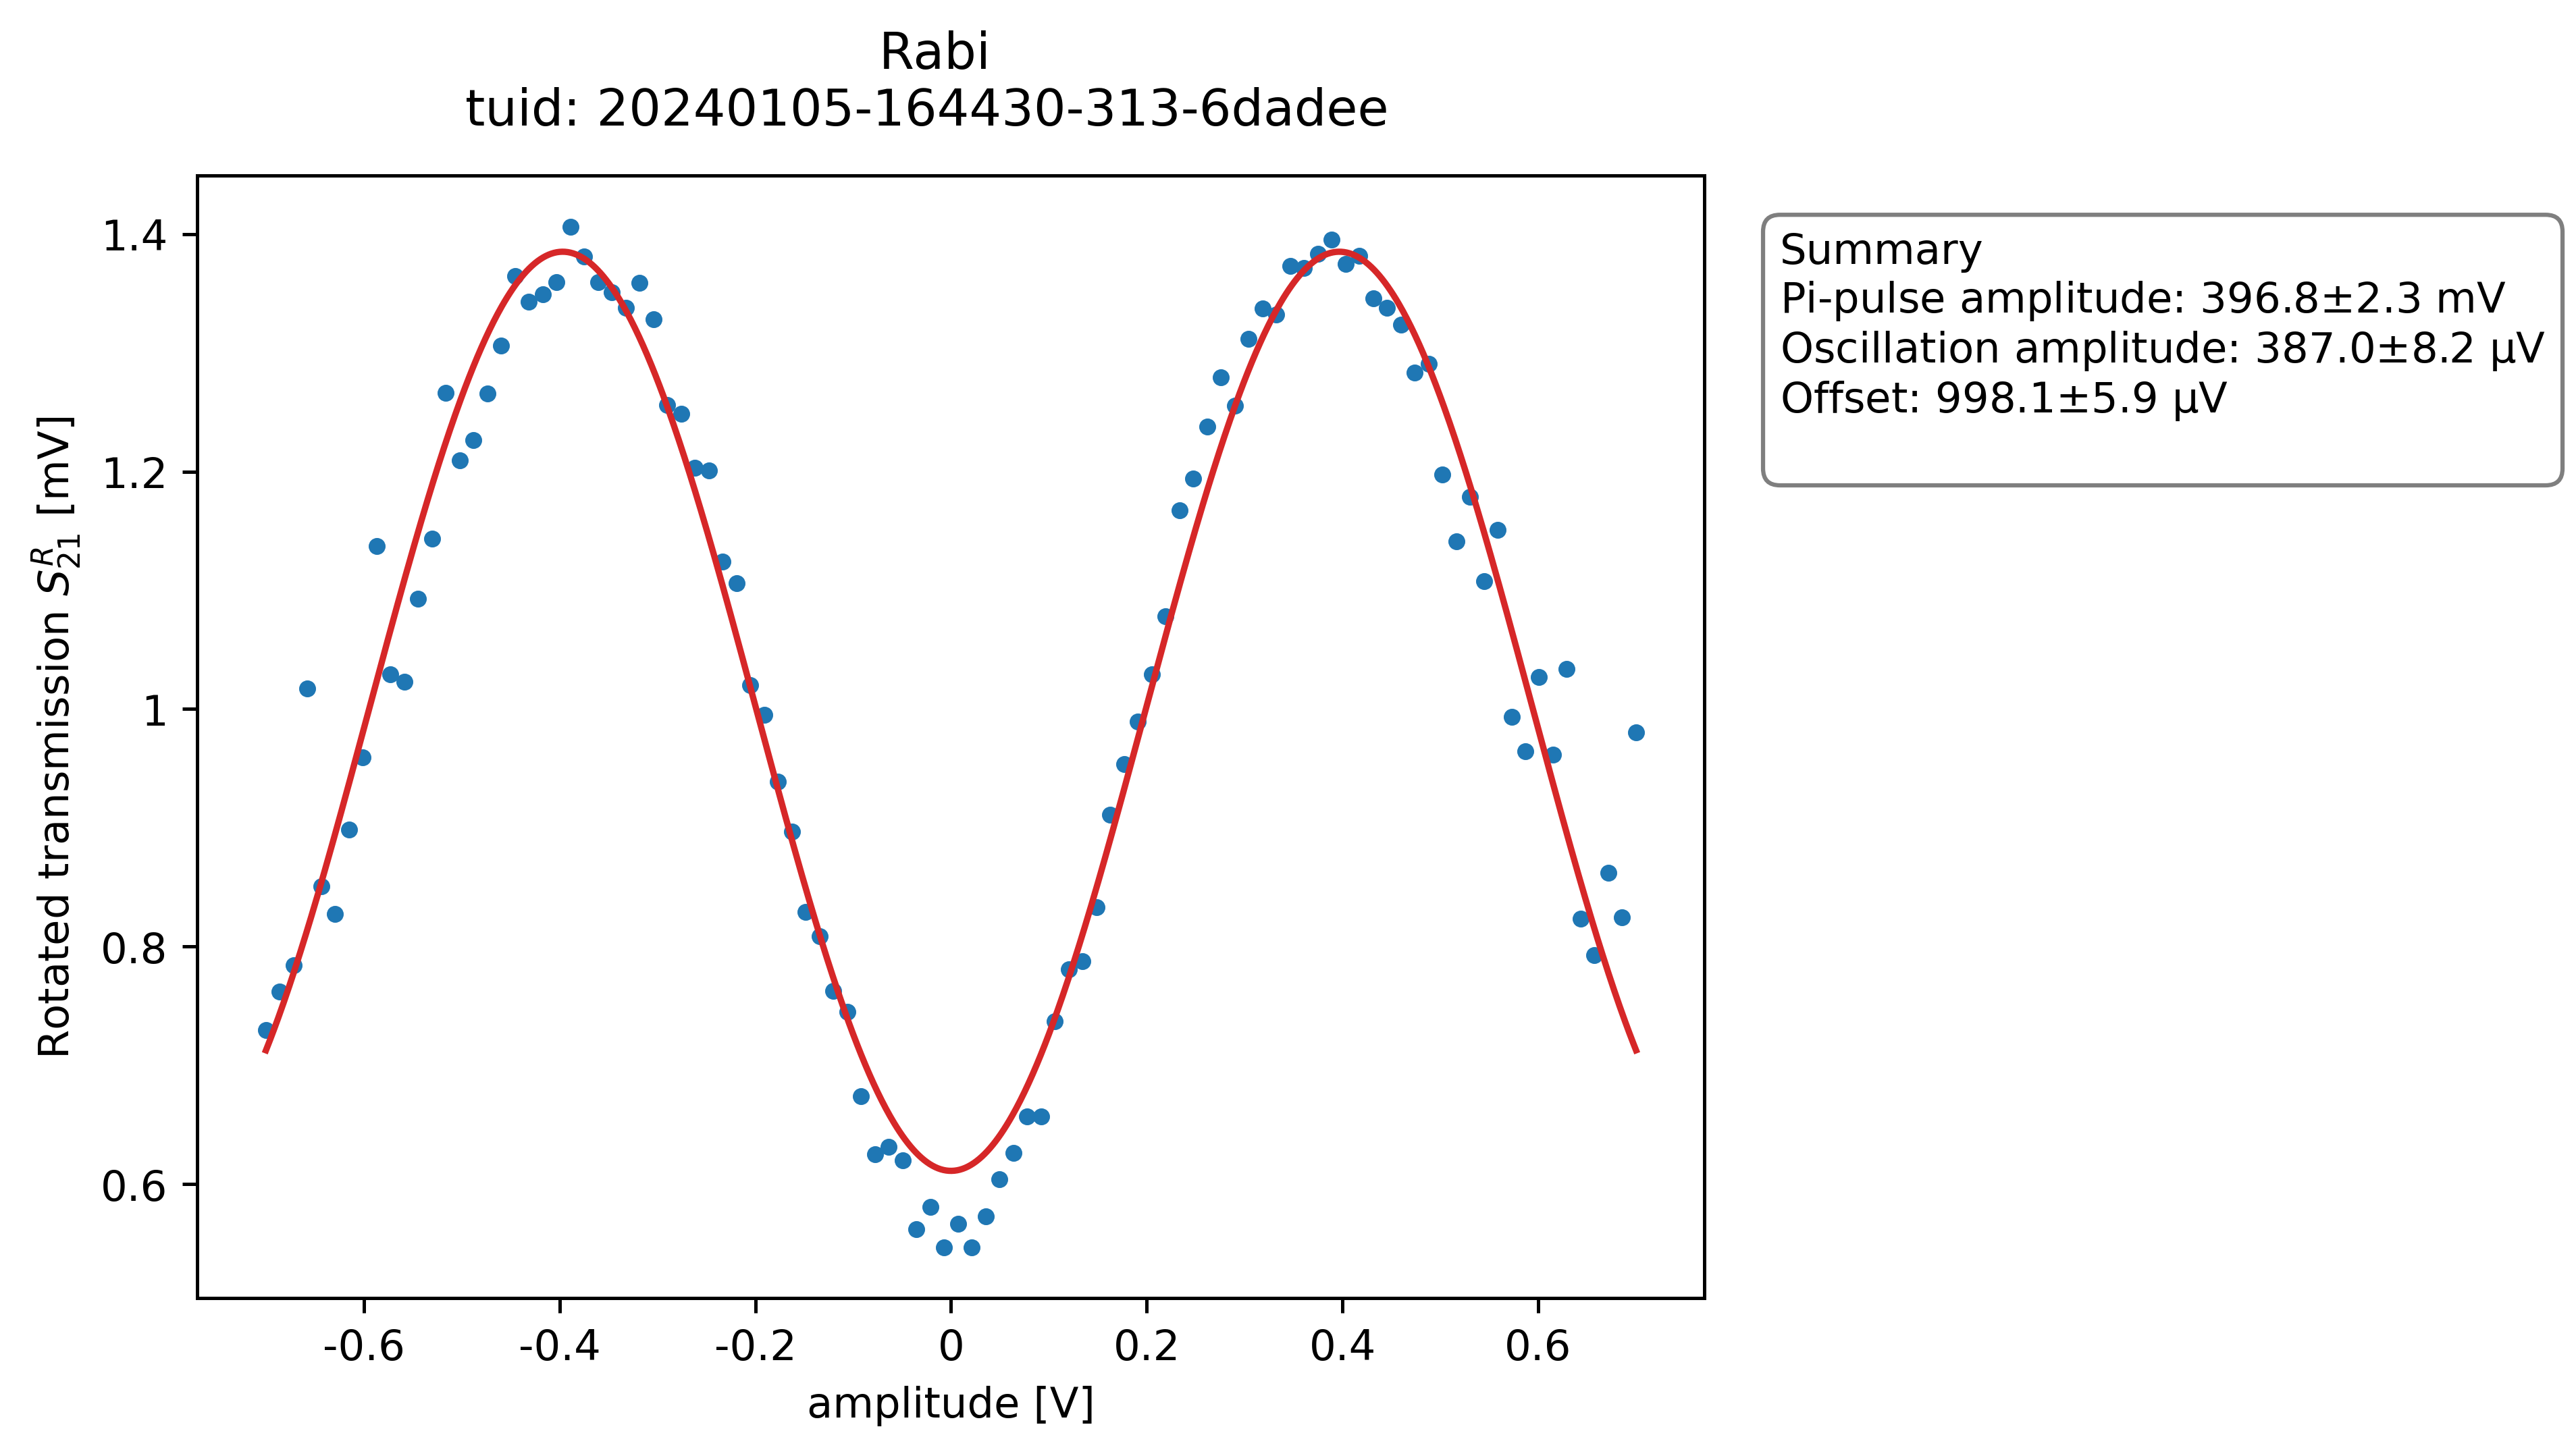 Rabi
tuid: 20240105-164430-313-6dadee
Rotated transmission S_{21}^{R} [mV]
1.4
1.2
1
0.8
0.6
-0.6
-0.4
-0.2
0
0.2
0.4
0.6
amplitude [V]
Summary
Pi-pulse amplitude: 396.8±2.3 mV
Oscillation amplitude: 387.0±8.2 μV
Offset: 998.1±5.9 μV